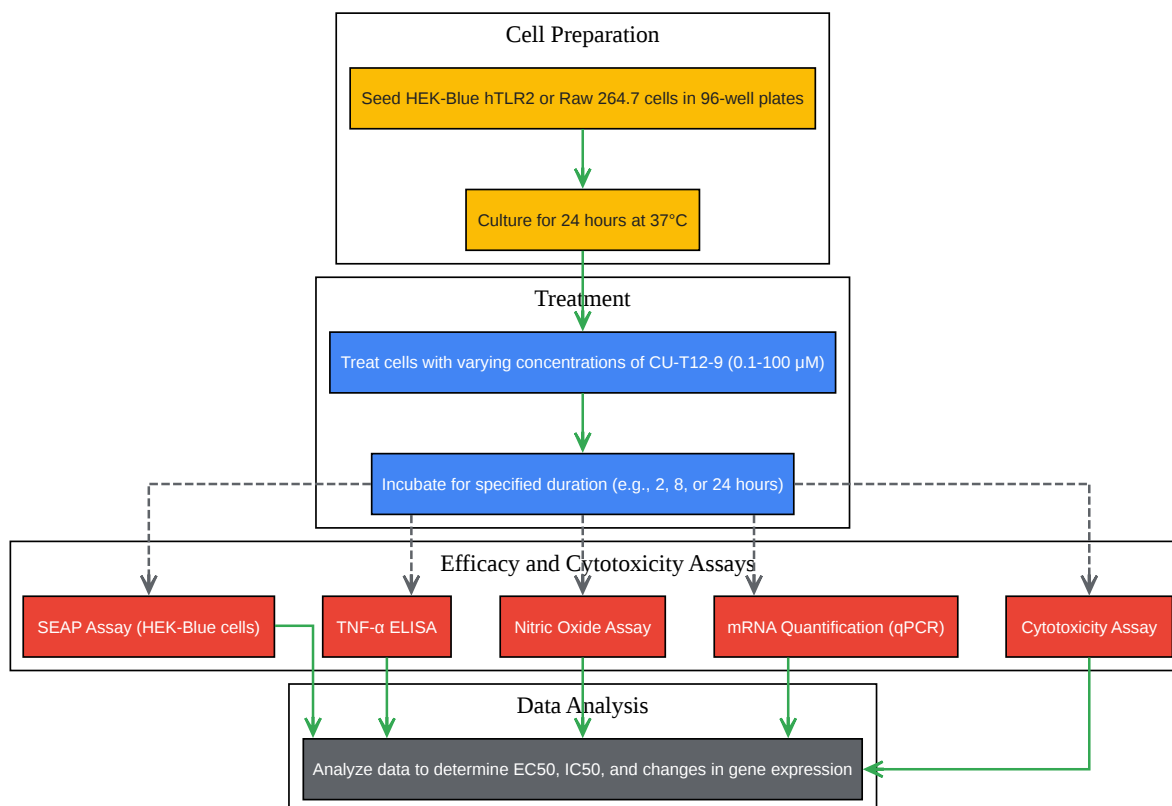 Cell Preparation
Seed HEK-Blue hTLR2 or Raw 264.7 cells in 96-well plates
Culture for 24 hours at 37°C
Treatment
Treat cells with varying concentrations of CU-T12-9 (0.1-100 μM)
Incubate for specified duration (e.g., 2, 8, or 24 hours)
Efficacy and Cytotoxicity Assays
SEAP Assay (HEK-Blue cells)
TNF-α ELISA
Nitric Oxide Assay
mRNA Quantification (qPCR)
Cytotoxicity Assay
Data Analysis
Analyze data to determine EC50, IC50, and changes in gene expression